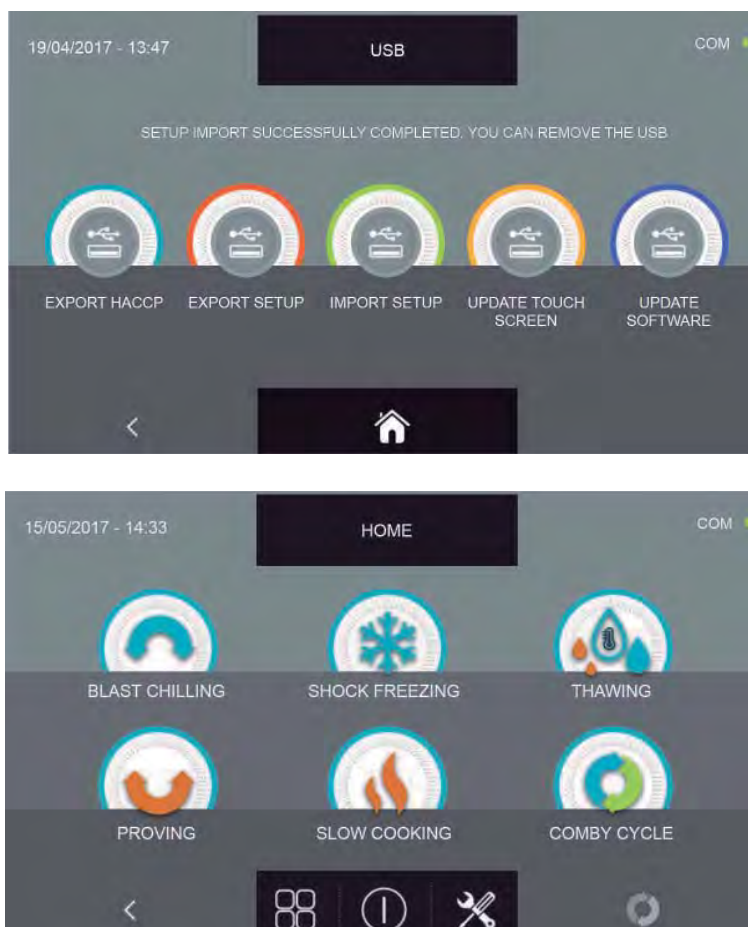 19/04/2017 - 13:47
USB
COM
SETUP IMPORT SUCCESSFULLY COMPLETED. YOU CAN REMOVE THE USB
EXPORT HACCP
EXPORT SETUP
IMPORT SETUP
UPDATE TOUCH
SCREEN
UPDATE
SOFTWARE
15/05/2017 - 14:33
HOME
COM
BLAST CHILLING
SHOCK FREEZING
THAWING
PROVING
SLOW COOKING
COMBY CYCLE